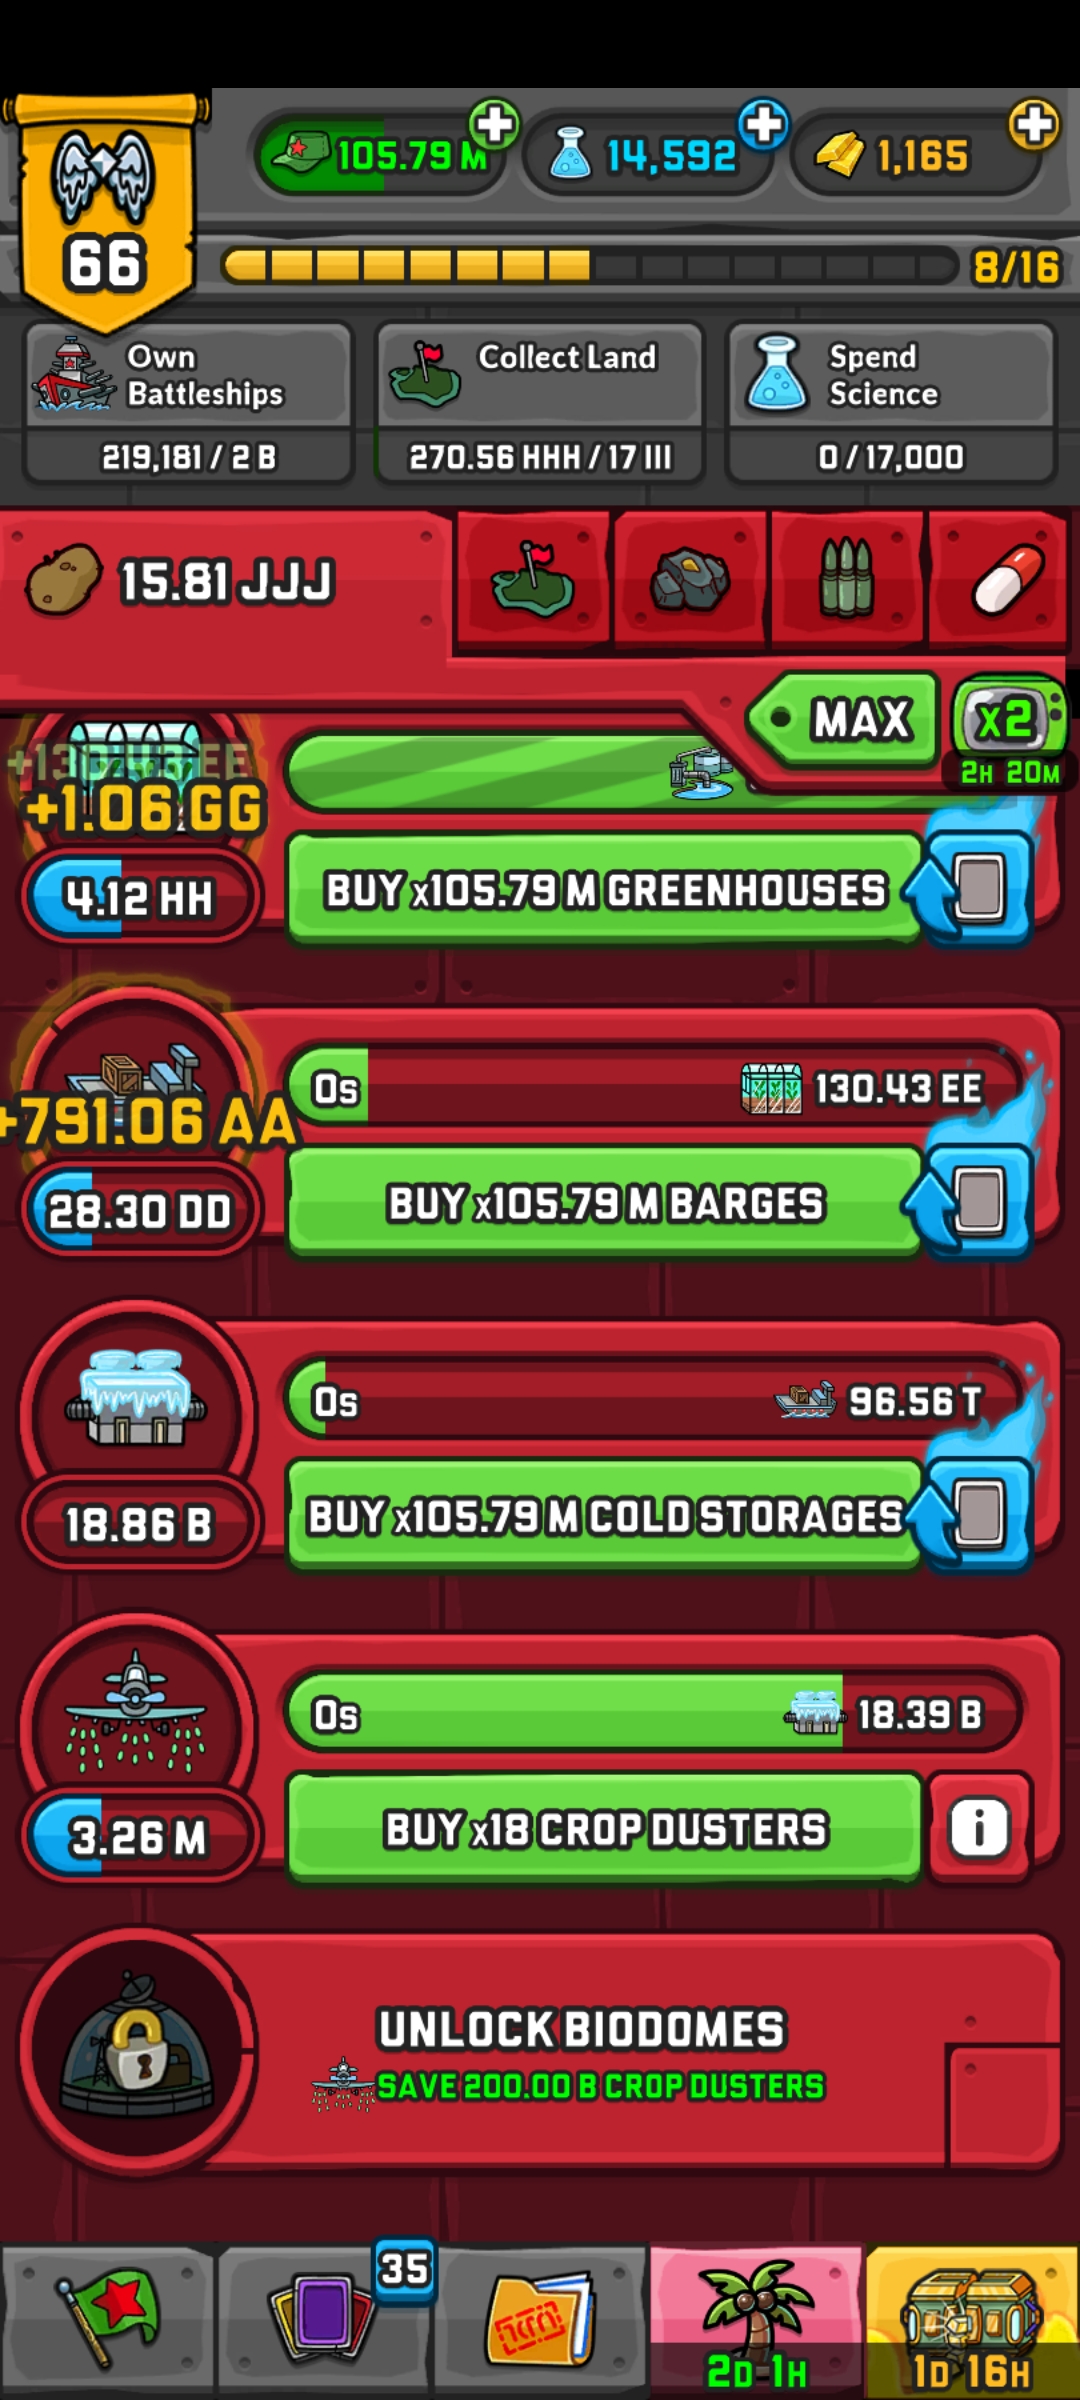 105.79 M
14,592
1,165
66
8/16
Own
Battleships
219,181 / 2 B
Collect Land
270.56 HHH / 17 III
Spend
Science
0 / 17,000
15.81 JJJ
MAX
x2
2H 20M
+1.06 GG
4.12 HH
BUY x105.79 M GREENHOUSES
0s
130.43 EE
+791.06 AA
28.30 DD
BUY x105.79 M BARGES
0s
96.56 T
18.86 B
BUY x105.79 M COLD STORAGES
0s
18.39 B
3.26 M
BUY x18 CROP DUSTERS
i
UNLOCK BIODOMES
SAVE 200.00 B CROP DUSTERS
35
2D 1H
1D 16H